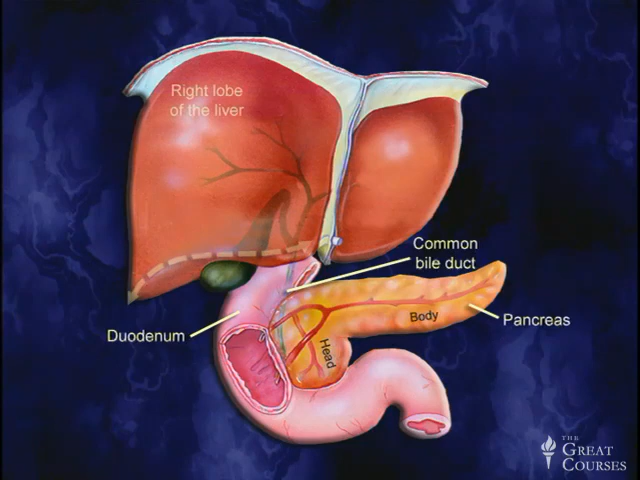 Right lobe
of the liver
Common
bile duct
Duodenum
Body
Pancreas
Head
THE
GREAT
COURSES